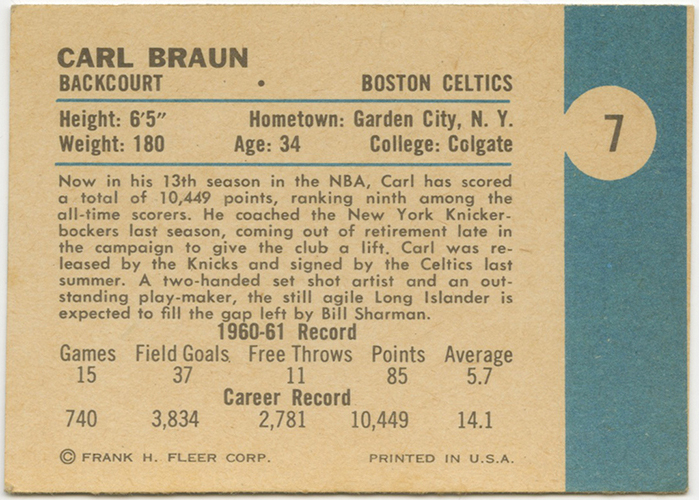 CARL BRAUN
BACKCOURT • BOSTON CELTICS
7
Height: 6'5" Hometown: Garden City, N. Y.
Weight: 180 Age: 34 College: Colgate
Now in his 13th season in the NBA, Carl has scored
a total of 10,449 points, ranking ninth among the
all-time scorers. He coached the New York Knicker-
bockers last season, coming out of retirement late in
the campaign to give the club a lift. Carl was re-
leased by the Knicks and signed by the Celtics last
summer. A two-handed set shot artist and an out-
standing play-maker, the still agile Long Islander is
expected to fill the gap left by Bill Sharman.
1960-61 Record
Games Field Goals Free Throws Points Average
15 37 11 85 5.7
Career Record
740 3,834 2,781 10,449 14.1
© FRANK H. FLEER CORP. PRINTED IN U.S.A.